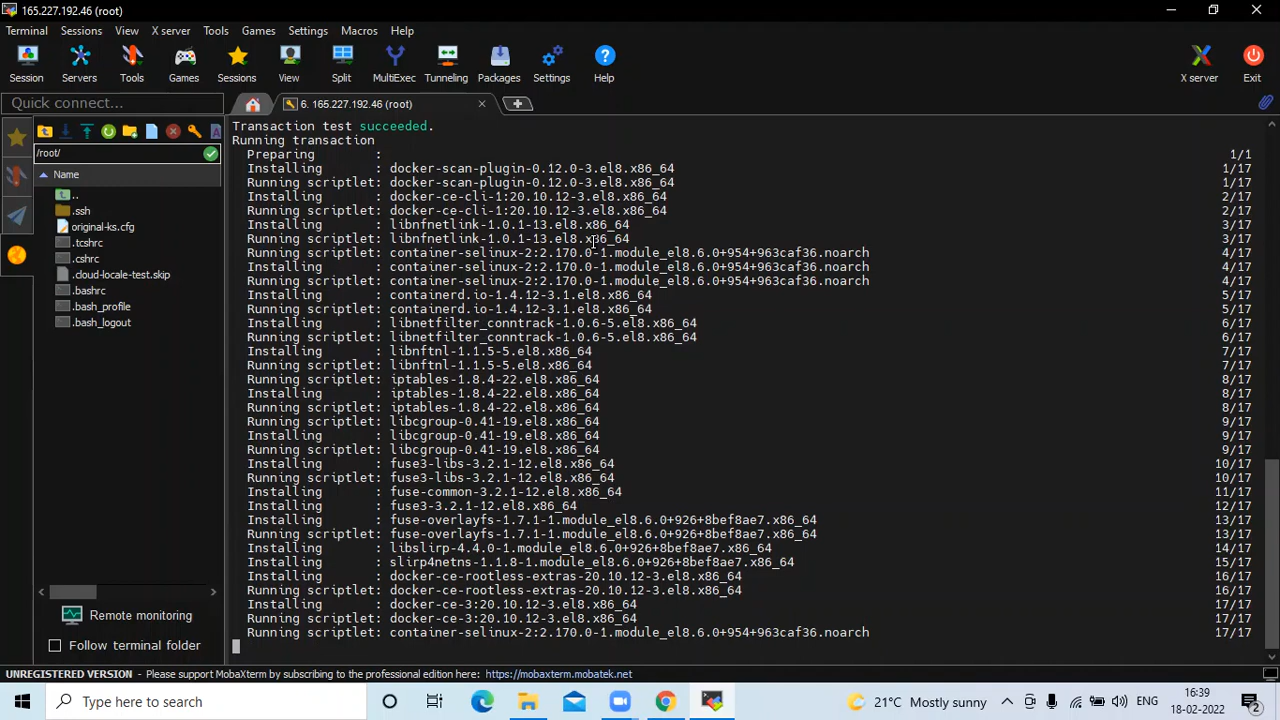 165.227.192.46 (root)
Terminal Sessions View X server Tools Games Settings Macros Help
Session Servers Tools Games Sessions View Split MultiExec Tunneling Packages Settings Help X server Exit
Quick connect...
6. 165.227.192.46 (root)
/root/
Name
..
.ssh
original-ks.cfg
.tcshrc
.cshrc
.cloud-locale-test.skip
.bashrc
.bash_profile
.bash_logout
Remote monitoring
Follow terminal folder
Transaction test succeeded.
Running transaction
Preparing : 1/1
Installing : docker-scan-plugin-0.12.0-3.el8.x86_64 1/17
Running scriptlet: docker-scan-plugin-0.12.0-3.el8.x86_64 1/17
Installing : docker-ce-cli-1:20.10.12-3.el8.x86_64 2/17
Running scriptlet: docker-ce-cli-1:20.10.12-3.el8.x86_64 2/17
Installing : libnfnetlink-1.0.1-13.el8.x86_64 3/17
Running scriptlet: libnfnetlink-1.0.1-13.el8.x86_64 3/17
Running scriptlet: container-selinux-2:2.170.0-1.module_el8.6.0+954+963caf36.noarch 4/17
Installing : container-selinux-2:2.170.0-1.module_el8.6.0+954+963caf36.noarch 4/17
Running scriptlet: container-selinux-2:2.170.0-1.module_el8.6.0+954+963caf36.noarch 4/17
Installing : containerd.io-1.4.12-3.1.el8.x86_64 5/17
Running scriptlet: containerd.io-1.4.12-3.1.el8.x86_64 5/17
Installing : libnetfilter_conntrack-1.0.6-5.el8.x86_64 6/17
Running scriptlet: libnetfilter_conntrack-1.0.6-5.el8.x86_64 6/17
Installing : libnftnl-1.1.5-5.el8.x86_64 7/17
Running scriptlet: libnftnl-1.1.5-5.el8.x86_64 7/17
Running scriptlet: iptables-1.8.4-22.el8.x86_64 8/17
Installing : iptables-1.8.4-22.el8.x86_64 8/17
Running scriptlet: iptables-1.8.4-22.el8.x86_64 8/17
Running scriptlet: libcgroup-0.41-19.el8.x86_64 9/17
Installing : libcgroup-0.41-19.el8.x86_64 9/17
Running scriptlet: libcgroup-0.41-19.el8.x86_64 9/17
Installing : fuse3-libs-3.2.1-12.el8.x86_64 10/17
Running scriptlet: fuse3-libs-3.2.1-12.el8.x86_64 10/17
Installing : fuse-common-3.2.1-12.el8.x86_64 11/17
Installing : fuse3-3.2.1-12.el8.x86_64 12/17
Installing : fuse-overlayfs-1.7.1-1.module_el8.6.0+926+8bef8ae7.x86_64 13/17
Running scriptlet: fuse-overlayfs-1.7.1-1.module_el8.6.0+926+8bef8ae7.x86_64 13/17
Installing : libslirp-4.4.0-1.module_el8.6.0+926+8bef8ae7.x86_64 14/17
Installing : slirp4netns-1.1.8-1.module_el8.6.0+926+8bef8ae7.x86_64 15/17
Installing : docker-ce-rootless-extras-20.10.12-3.el8.x86_64 16/17
Running scriptlet: docker-ce-rootless-extras-20.10.12-3.el8.x86_64 16/17
Installing : docker-ce-3:20.10.12-3.el8.x86_64 17/17
Running scriptlet: docker-ce-3:20.10.12-3.el8.x86_64 17/17
Running scriptlet: container-selinux-2:2.170.0-1.module_el8.6.0+954+963caf36.noarch 17/17
UNREGISTERED VERSION - Please support MobaXterm by subscribing to the professional edition here: https://mobaxterm.mobatek.net
Type here to search
21°C Mostly sunny
ENG
16:39
18-02-2022
2